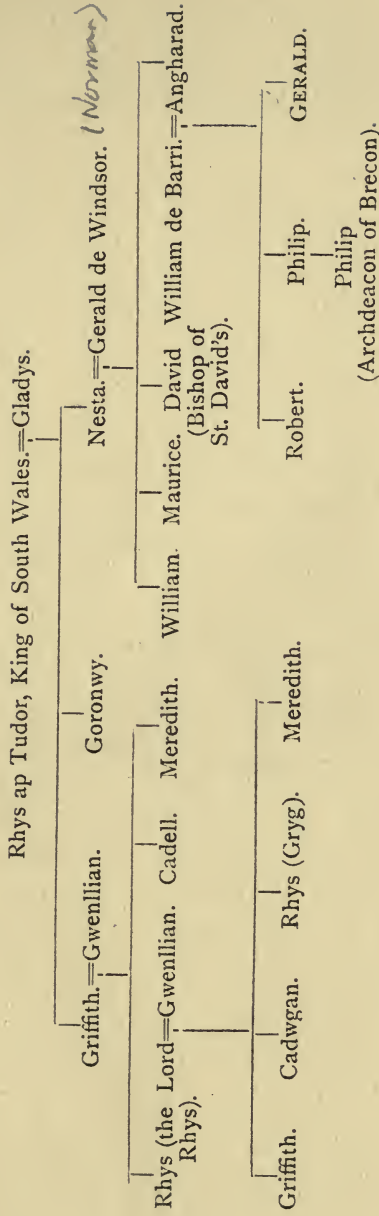 Rhys ap Tudor, King of South Wales.=Gladys.
Griffith.=Gwenllian.
Goronwy.
Nesta.=Gerald de Windsor. (Norman)
Rhys (the Lord=Gwenllian.
Rhys).
Cadell.
Meredith.
William.
Maurice.
David
(Bishop of
St. David's).
William de Barri.=Angharad.
Griffith.
Cadwgan.
Rhys (Gryg).
Meredith.
Robert.
Philip.
GERALD.
Philip
(Archdeacon of Brecon).